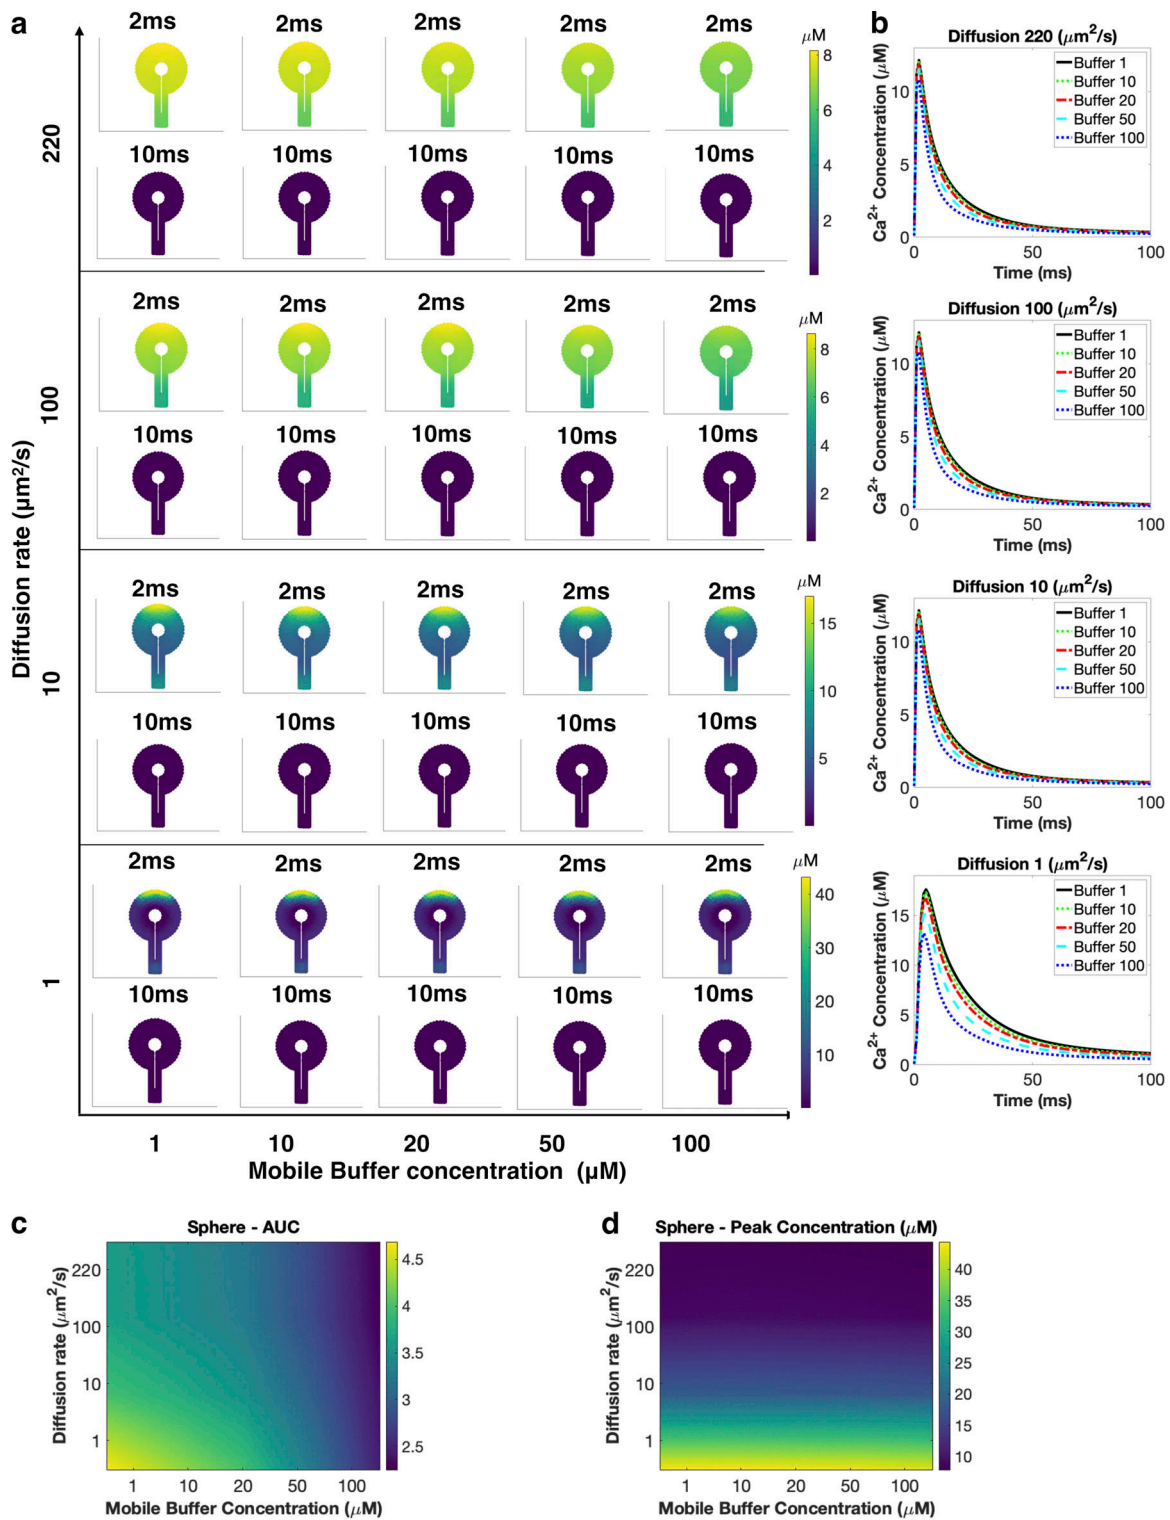 a
b
2ms 2ms 2ms 2ms 2ms
µM
8
6
4
2
10ms 10ms 10ms 10ms 10ms
220
2ms 2ms 2ms 2ms 2ms
µM
8
6
4
2
10ms 10ms 10ms 10ms 10ms
100
Diffusion rate (µm²/s)
2ms 2ms 2ms 2ms 2ms
µM
15
10
5
10ms 10ms 10ms 10ms 10ms
10
2ms 2ms 2ms 2ms 2ms
µM
40
30
20
10
10ms 10ms 10ms 10ms 10ms
1
1 10 20 50 100
Mobile Buffer concentration (µM)
Diffusion 220 (µm²/s)
Buffer 1
Buffer 10
Buffer 20
Buffer 50
Buffer 100
Ca²⁺ Concentration (µM)
10
5
0
0 50 100
Time (ms)
Diffusion 100 (µm²/s)
Buffer 1
Buffer 10
Buffer 20
Buffer 50
Buffer 100
Ca²⁺ Concentration (µM)
10
5
0
0 50 100
Time (ms)
Diffusion 10 (µm²/s)
Buffer 1
Buffer 10
Buffer 20
Buffer 50
Buffer 100
Ca²⁺ Concentration (µM)
10
5
0
0 50 100
Time (ms)
Diffusion 1 (µm²/s)
Buffer 1
Buffer 10
Buffer 20
Buffer 50
Buffer 100
Ca²⁺ Concentration (µM)
15
10
5
0
0 50 100
Time (ms)
c
Sphere - AUC
Diffusion rate (µm²/s)
220
100
10
1
1 10 20 50 100
Mobile Buffer Concentration (µM)
4.5
4
3.5
3
2.5
d
Sphere - Peak Concentration (µM)
Diffusion rate (µm²/s)
220
100
10
1
1 10 20 50 100
Mobile Buffer Concentration (µM)
40
35
30
25
20
15
10